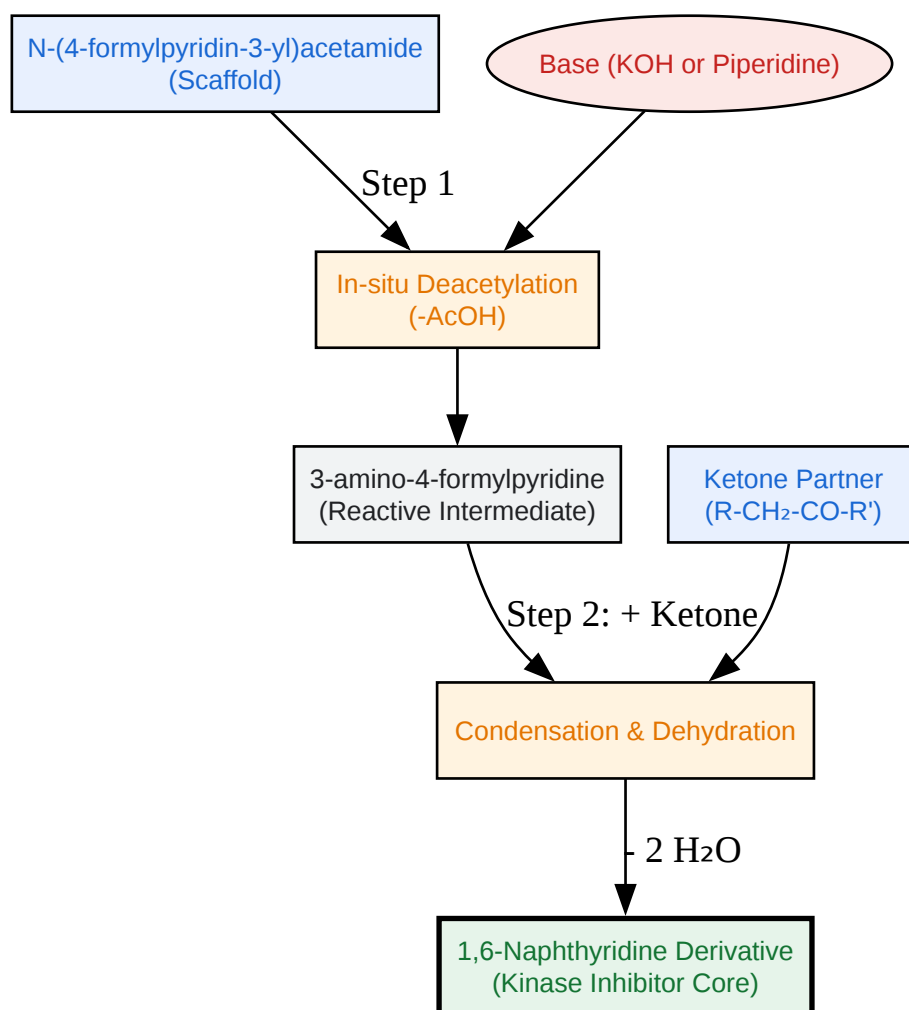 N-(4-formylpyridin-3-yl)acetamide
(Scaffold)
Base (KOH or Piperidine)
Step 1
In-situ Deacetylation
(-AcOH)
3-amino-4-formylpyridine
(Reactive Intermediate)
Ketone Partner
(R-CH₂-CO-R')
Step 2: + Ketone
Condensation & Dehydration
- 2 H₂O
1,6-Naphthyridine Derivative
(Kinase Inhibitor Core)